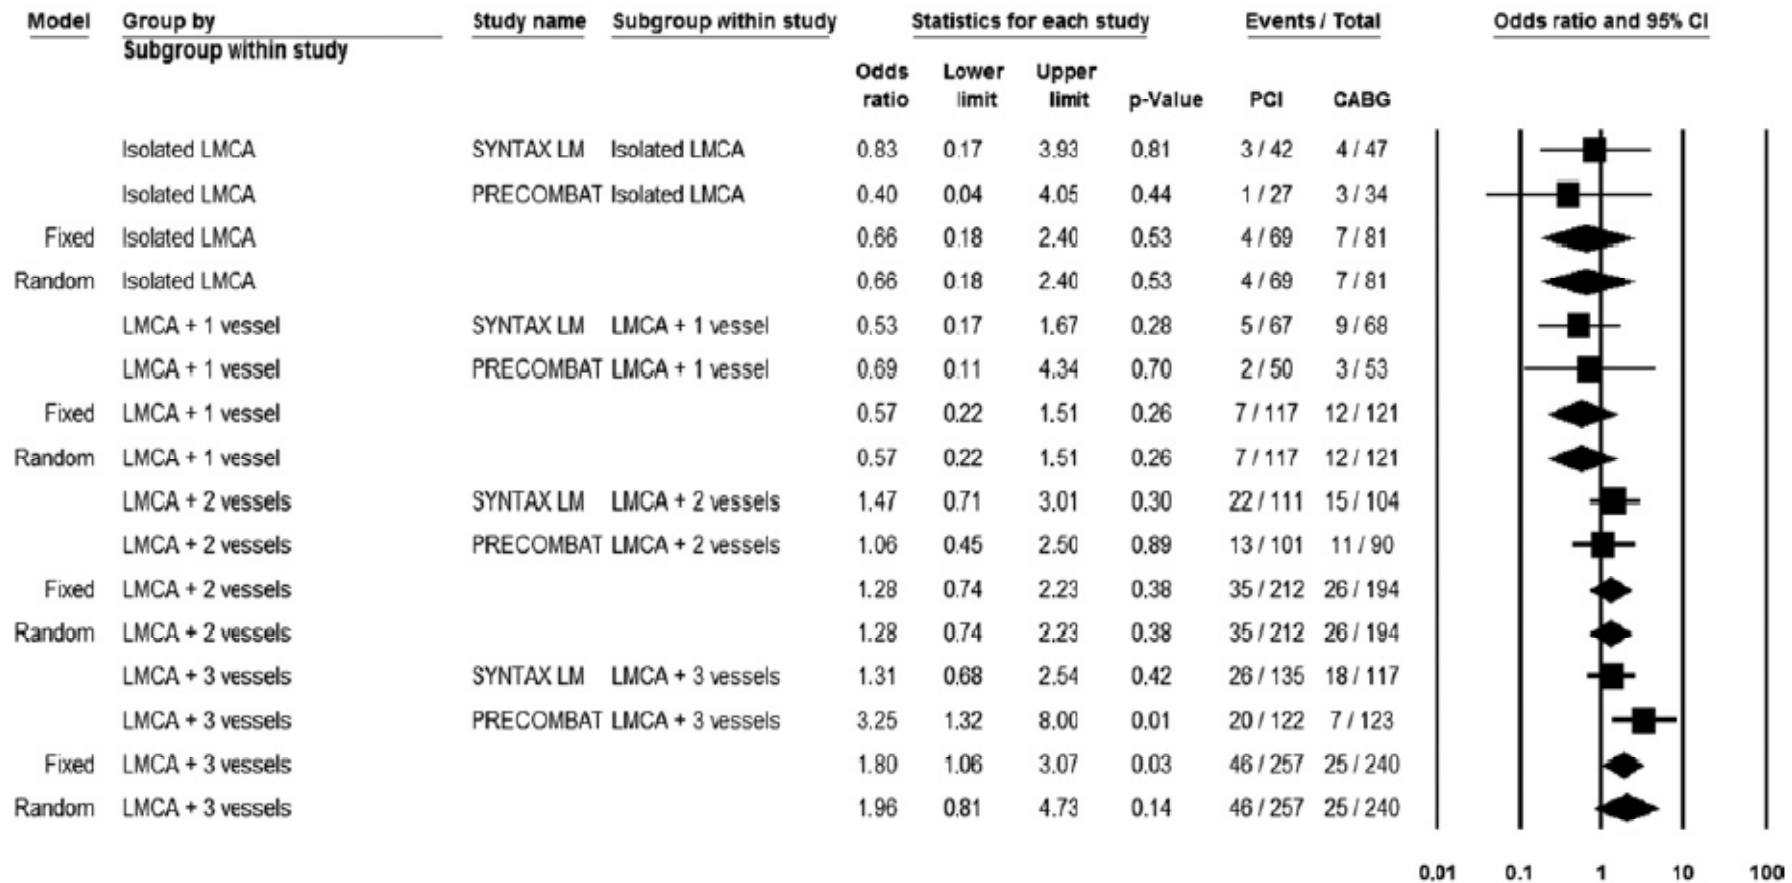 Model Group by Study name Subgroup within study Statistics for each study Events / Total Odds ratio and 95% CI
Subgroup within study
Odds Lower Upper
ratio limit limit p-Value PCI CABG
Isolated LMCA SYNTAX LM Isolated LMCA 0.83 0.17 3.93 0.81 3 / 42 4 / 47
Isolated LMCA PRECOMBAT Isolated LMCA 0.40 0.04 4.05 0.44 1 / 27 3 / 34
Fixed Isolated LMCA 0.66 0.18 2.40 0.53 4 / 69 7 / 81
Random Isolated LMCA 0.66 0.18 2.40 0.53 4 / 69 7 / 81
LMCA + 1 vessel SYNTAX LM LMCA + 1 vessel 0.53 0.17 1.67 0.28 5 / 67 9 / 68
LMCA + 1 vessel PRECOMBAT LMCA + 1 vessel 0.69 0.11 4.34 0.70 2 / 50 3 / 53
Fixed LMCA + 1 vessel 0.57 0.22 1.51 0.26 7 / 117 12 / 121
Random LMCA + 1 vessel 0.57 0.22 1.51 0.26 7 / 117 12 / 121
LMCA + 2 vessels SYNTAX LM LMCA + 2 vessels 1.47 0.71 3.01 0.30 22 / 111 15 / 104
LMCA + 2 vessels PRECOMBAT LMCA + 2 vessels 1.06 0.45 2.50 0.89 13 / 101 11 / 90
Fixed LMCA + 2 vessels 1.28 0.74 2.23 0.38 35 / 212 26 / 194
Random LMCA + 2 vessels 1.28 0.74 2.23 0.38 35 / 212 26 / 194
LMCA + 3 vessels SYNTAX LM LMCA + 3 vessels 1.31 0.68 2.54 0.42 26 / 135 18 / 117
LMCA + 3 vessels PRECOMBAT LMCA + 3 vessels 3.25 1.32 8.00 0.01 20 / 122 7 / 123
Fixed LMCA + 3 vessels 1.80 1.06 3.07 0.03 46 / 257 25 / 240
Random LMCA + 3 vessels 1.96 0.81 4.73 0.14 46 / 257 25 / 240
0.01 0.1 1 10 100